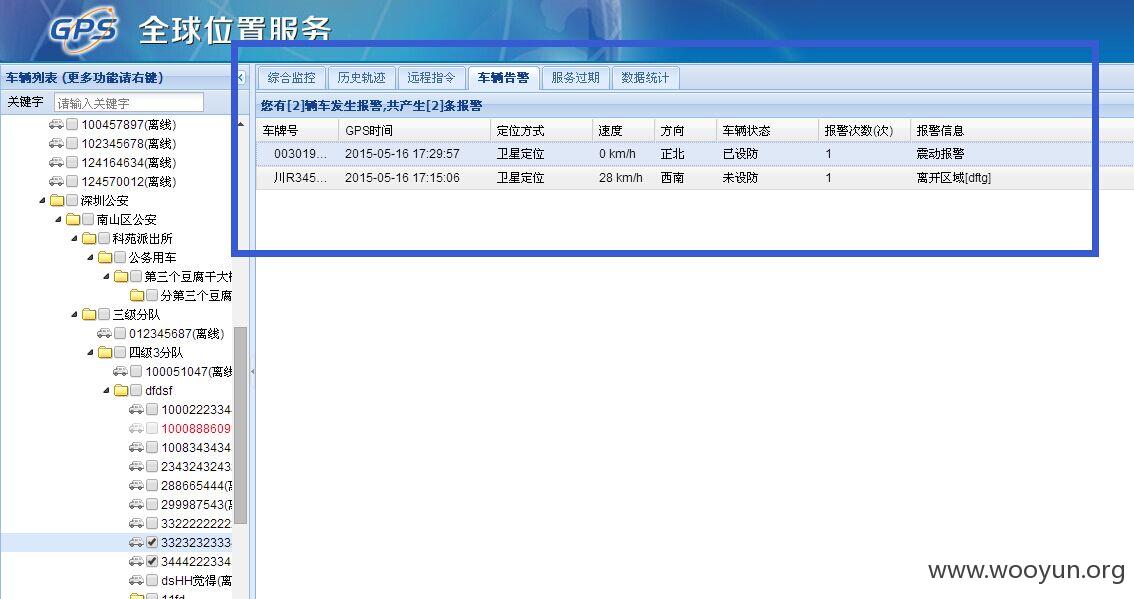 GPS 全球位置服务
车辆列表 (更多功能请右键)
关键字 请输入关键字
100457897(离线)
102345678(离线)
124164634(离线)
124570012(离线)
深圳公安
南山区公安
科苑派出所
公务用车
第三个豆腐干大
分第三个豆腐
三级分队
012345687(离线)
四级3分队
100051047(离线
dfdsf
1000222334
1000888609
1008343434
2343243243
288665444(
299987543(
3322222222
3323232333
3444222334
dsHH觉得(离
11fd
综合监控 历史轨迹 远程指令 车辆告警 服务过期 数据统计
您有[2]辆车发生报警,共产生[2]条报警
车牌号 GPS时间 定位方式 速度 方向 车辆状态 报警次数(次) 报警信息
003019... 2015-05-16 17:29:57 卫星定位 0 km/h 正北 已设防 1 震动报警
川R345... 2015-05-16 17:15:06 卫星定位 28 km/h 西南 未设防 1 离开区域[dftg]
www.wooyun.org